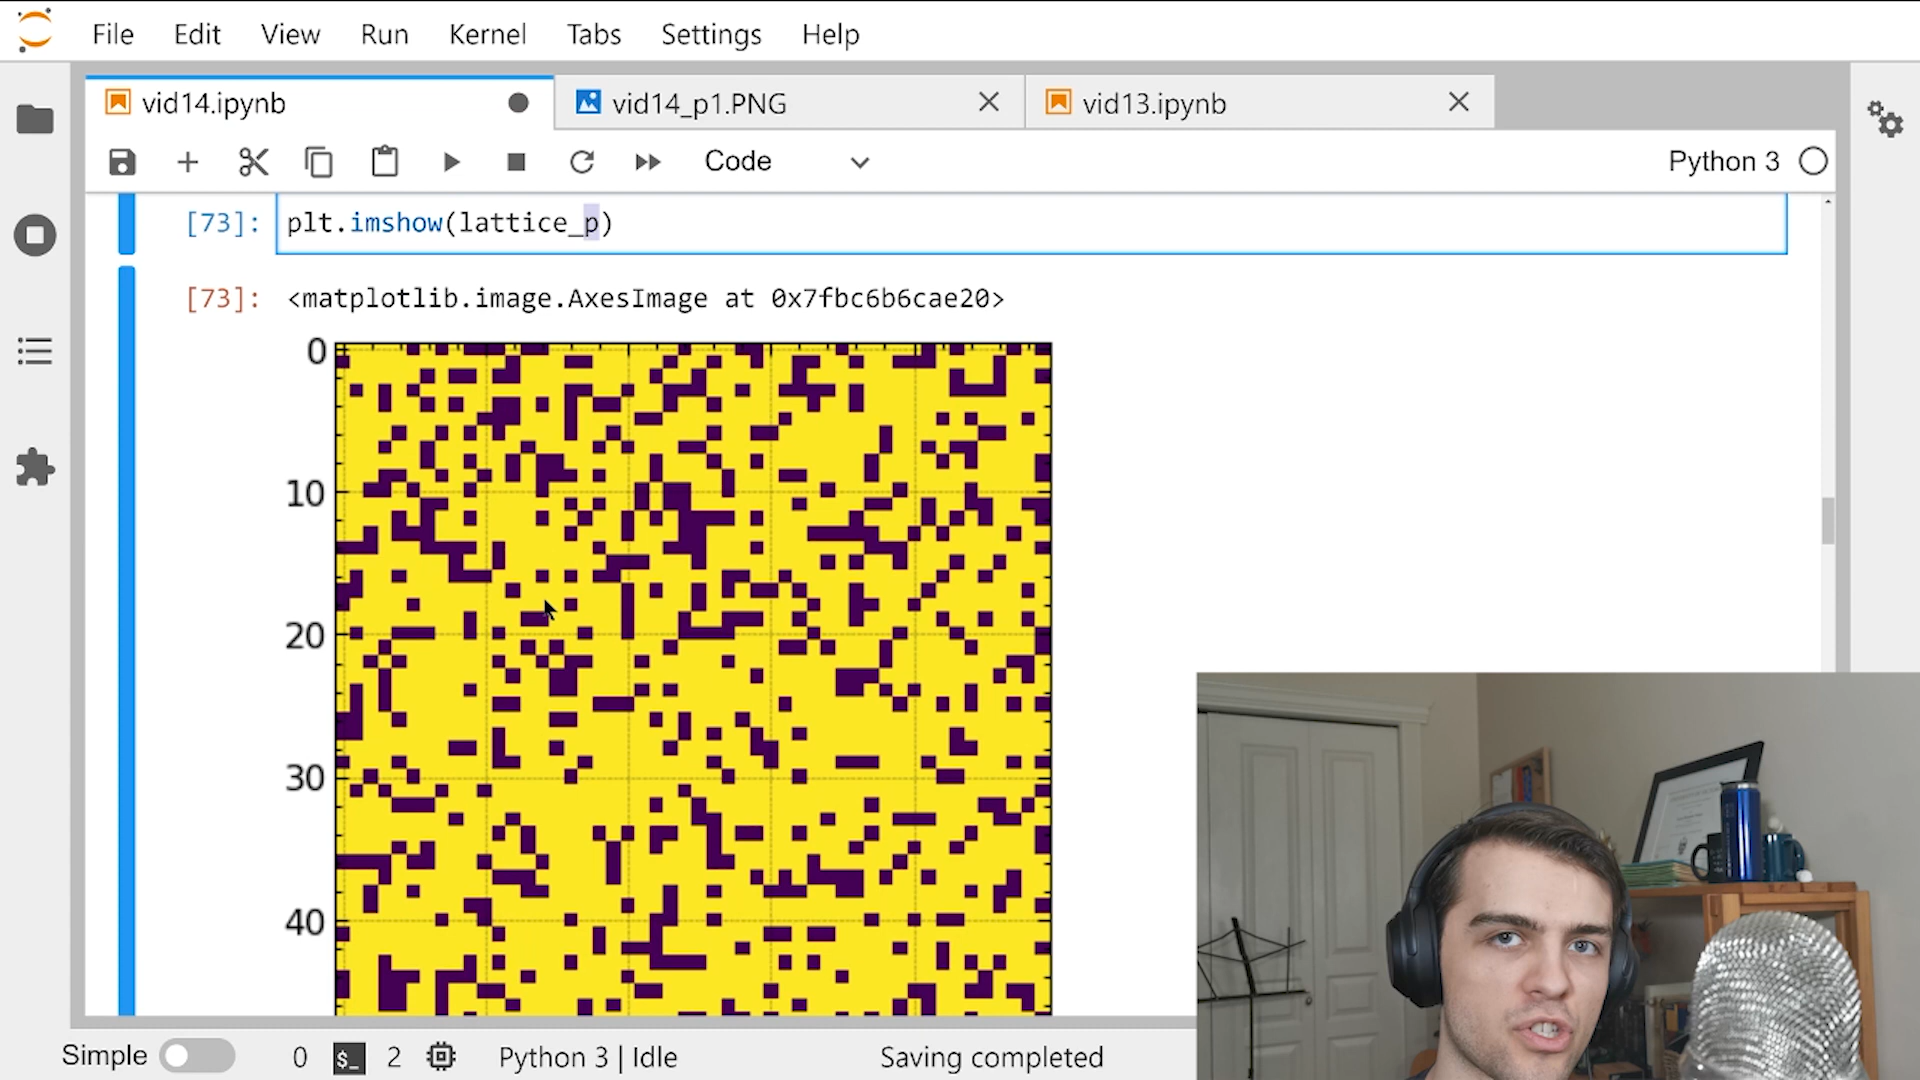 File Edit View Run Kernel Tabs Settings Help
vid14.ipynb vid14_p1.PNG vid13.ipynb
Code Python 3
[73]: plt.imshow(lattice_p)
[73]: <matplotlib.image.AxesImage at 0x7fbc6b6cae20>
0
10
20
30
40
Simple 0 $_ 2 Python 3 | Idle Saving completed